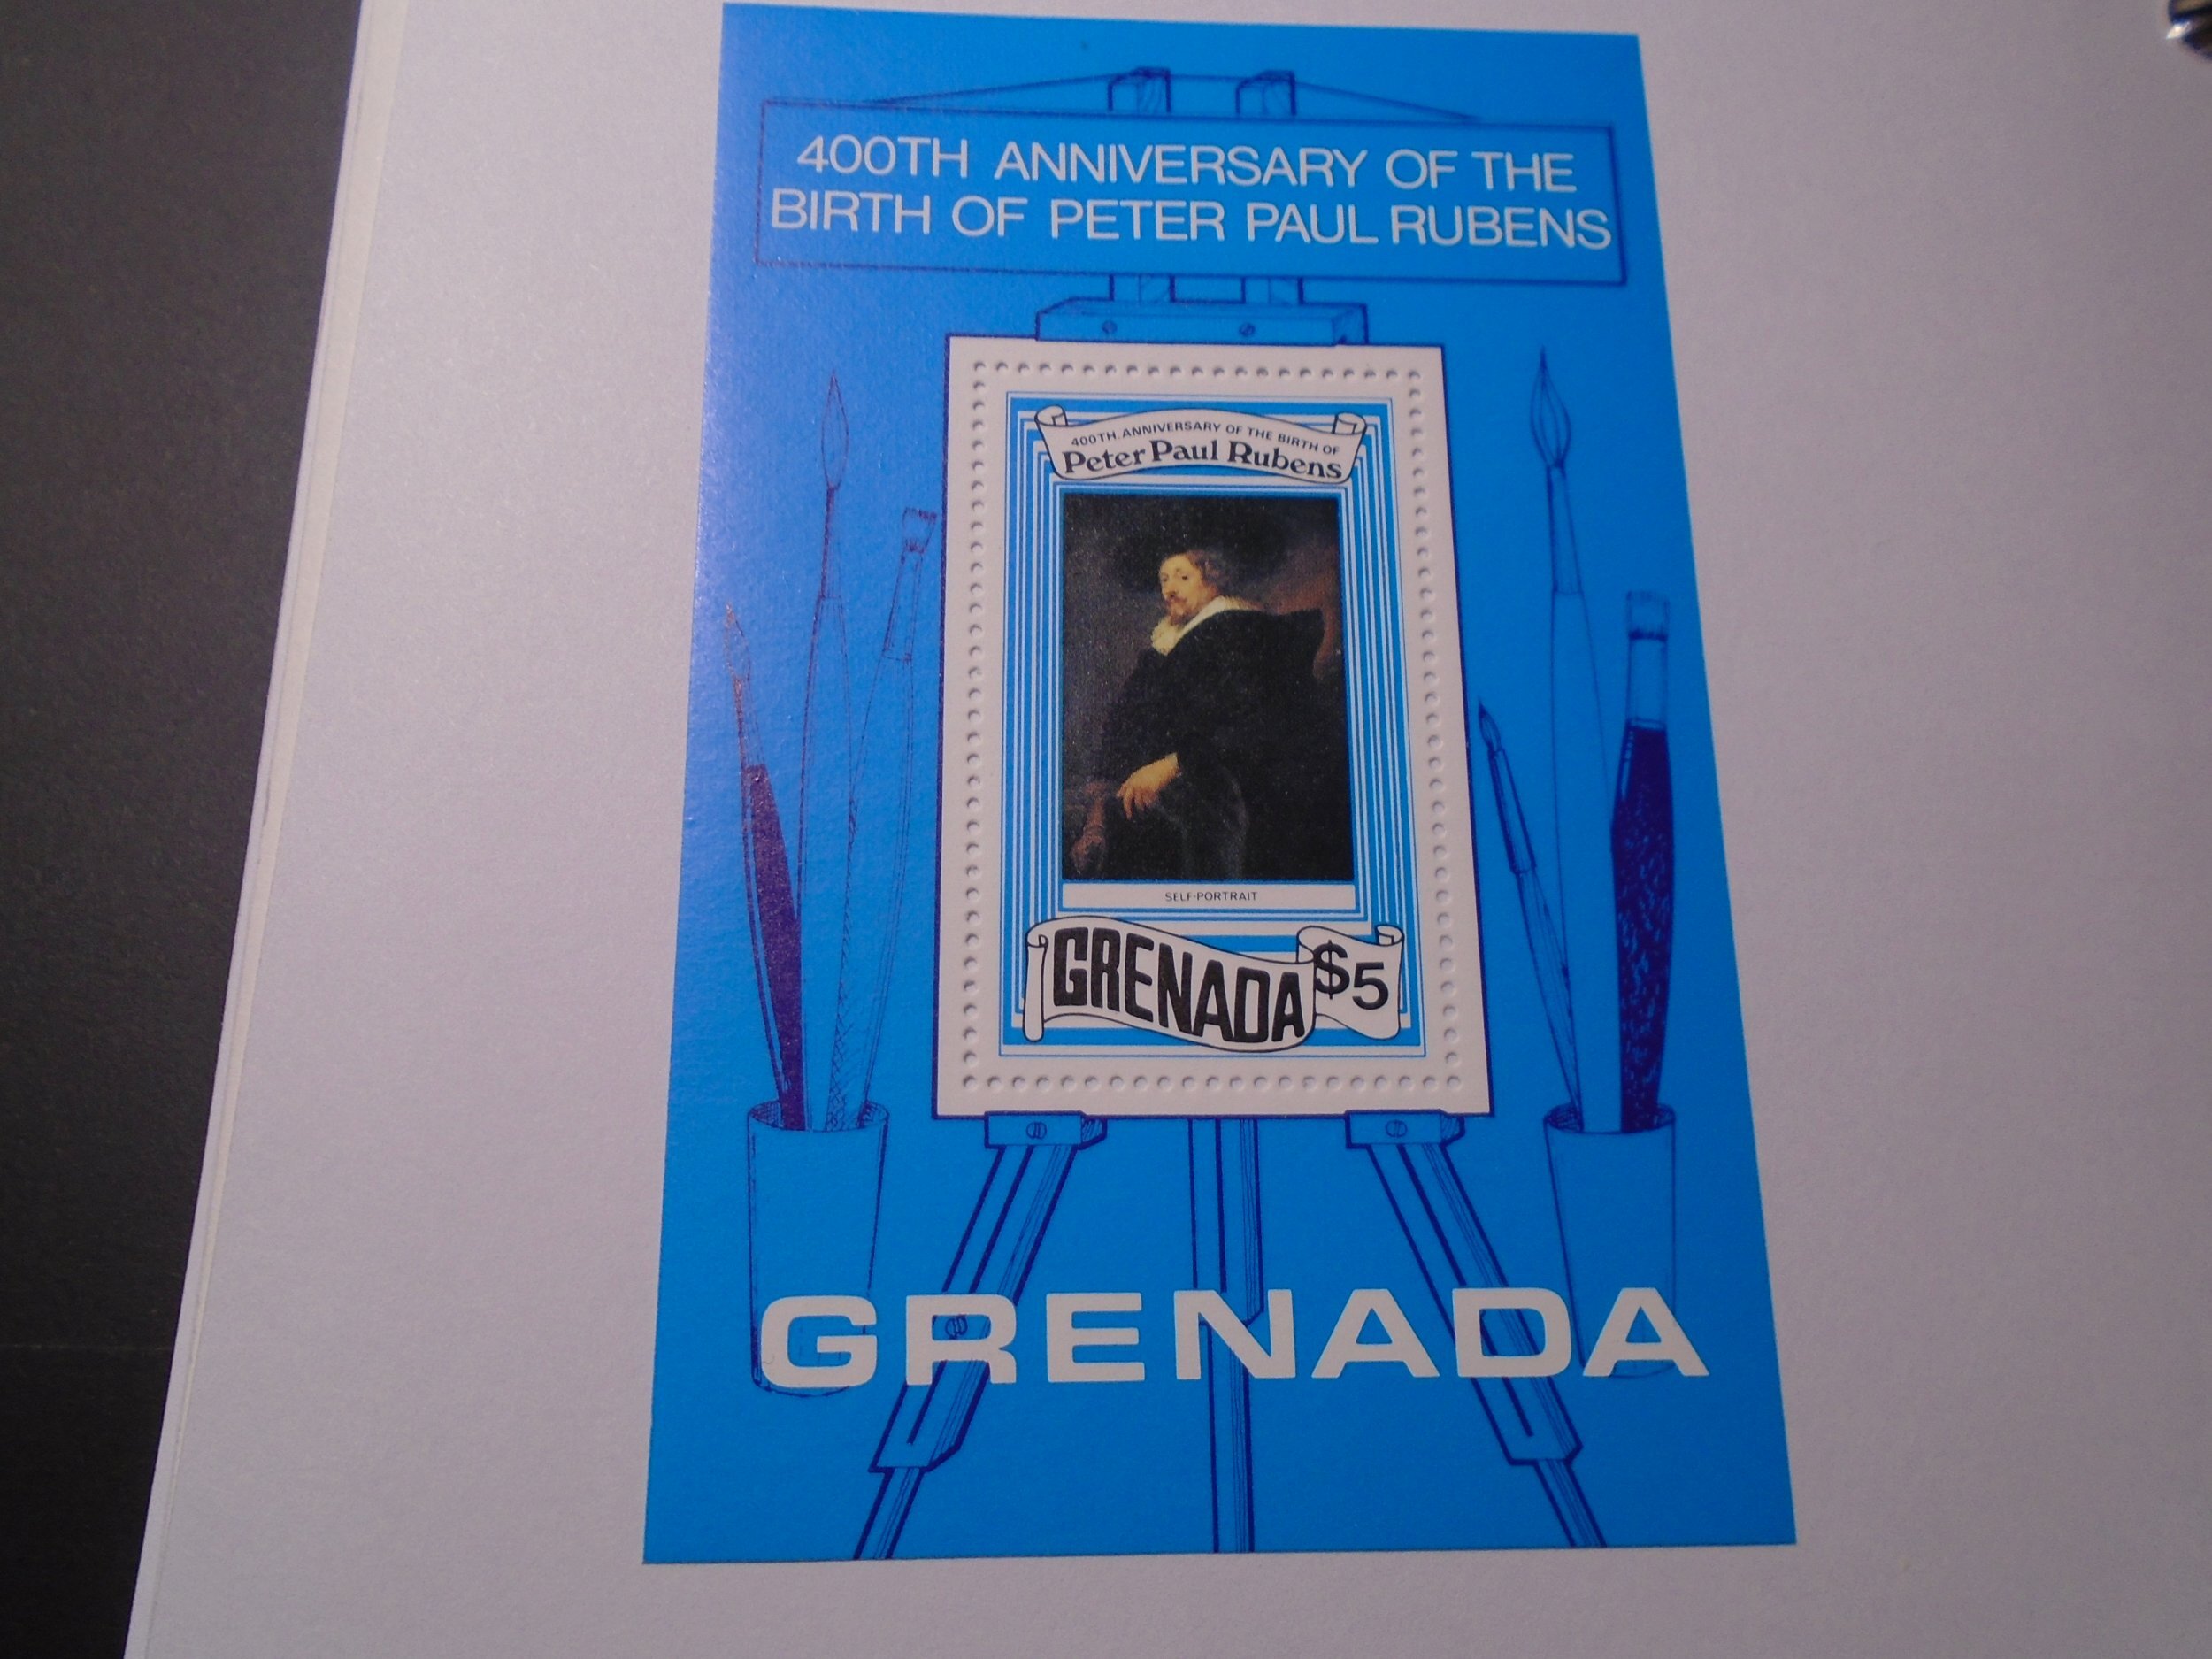 400TH ANNIVERSARY OF THE
BIRTH OF PETER PAUL RUBENS
400TH ANNIVERSARY OF THE BIRTH OF
Peter Paul Rubens
SELF-PORTRAIT
GRENADA $5
GRENADA